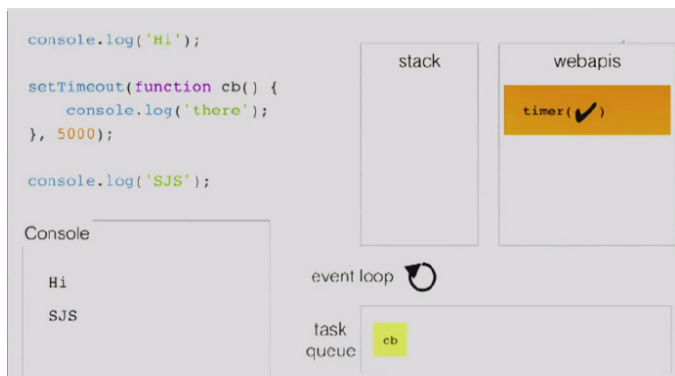 console.log('Hi');
setTimeout(function cb() {
    console.log('there');
}, 5000);
console.log('SJS');
Console
Hi
SJS
stack
webapis
timer(✔)
event loop
task
queue
cb